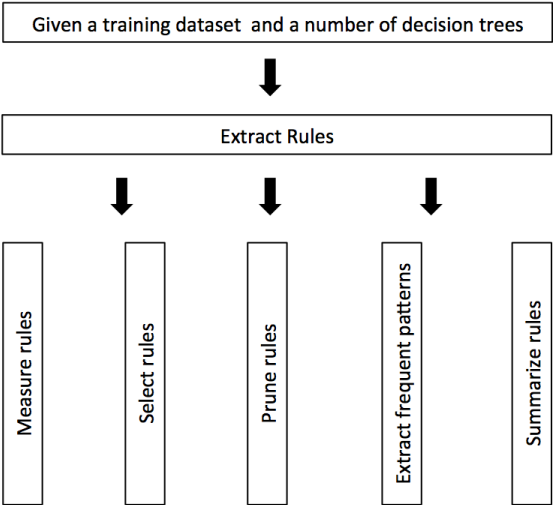 Given a training dataset and a number of decision trees
Extract Rules
Measure rules
Select rules
Prune rules
Extract frequent patterns
Summarize rules